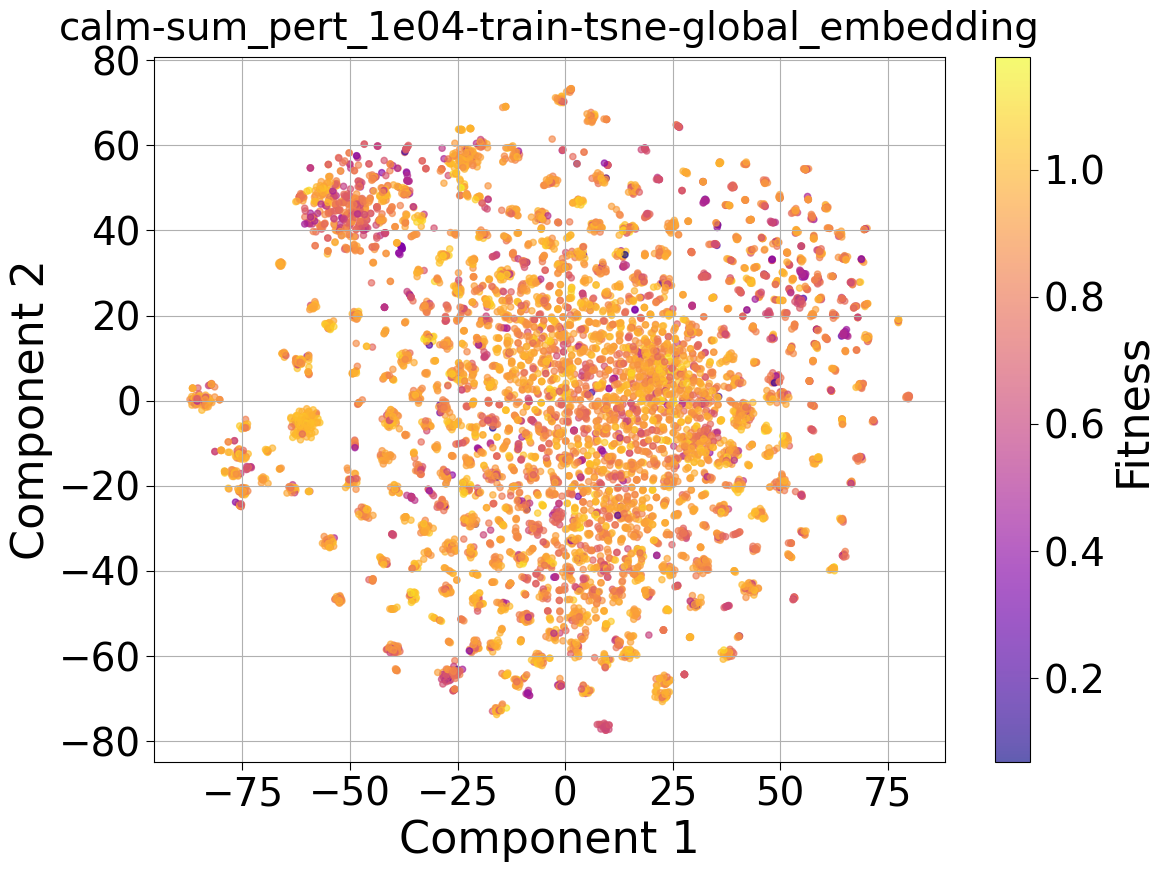 calm-sum_pert_1e04-train-tsne-global_embedding
80
60
40
20
0
−20
−40
−60
−80
Component 2
−75 −50 −25 0 25 50 75
Component 1
1.0
0.8
0.6
0.4
0.2
Fitness